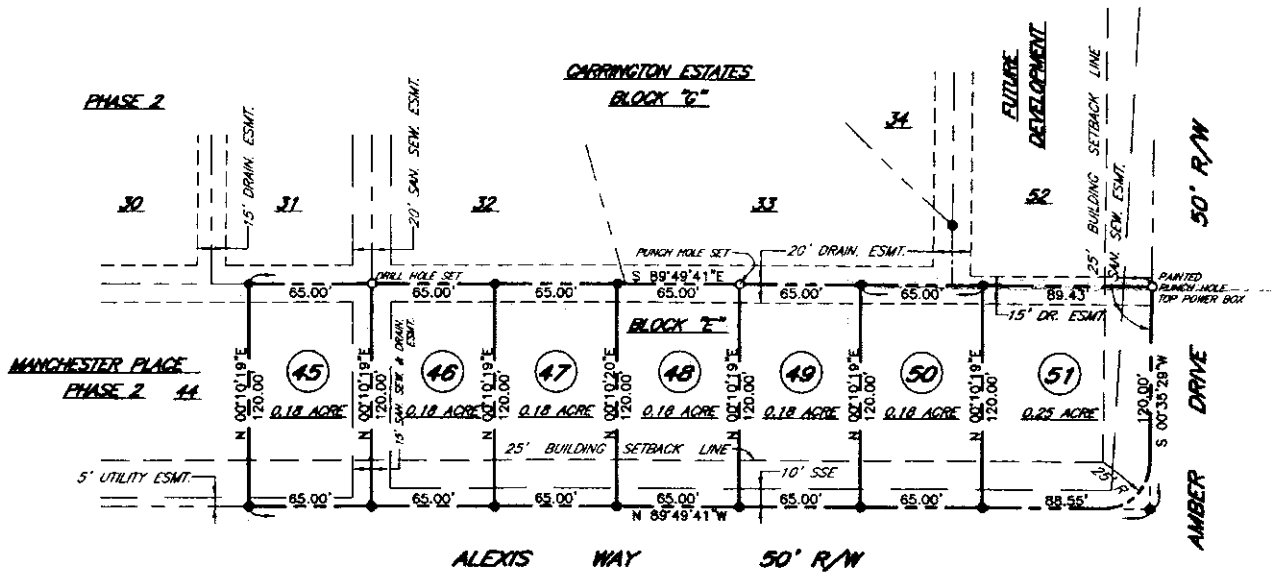 CARRINGTON ESTATES
BLOCK "G"
PHASE 2
15' DRAIN. ESMT.
20' SAN. SEW. ESMT.
34
FUTURE
DEVELOPMENT
25' BUILDING SETBACK LINE
SAN. SEW. ESMT.
50' R/W
30
31
32
33
52
PUNCH HOLE SET
20' DRAIN. ESMT.
DRILL HOLE SET
S 89°49'41"E
PAINTED
PUNCH HOLE
TOP POWER BOX
65.00'
65.00'
65.00'
65.00'
65.00'
65.00'
89.43'
15' DR. ESMT.
BLOCK "E"
MANCHESTER PLACE
PHASE 2 44
N 00°10'19"E
120.00'
45
0.18 ACRE
N 00°10'19"E
120.00'
15' SAN. SEW. & DRAIN.
ESMT.
46
0.18 ACRE
N 00°10'19"E
120.00'
47
0.18 ACRE
N 00°10'20"E
120.00'
48
0.18 ACRE
N 00°10'19"E
120.00'
49
0.18 ACRE
N 00°10'19"E
120.00'
50
0.18 ACRE
N 00°10'19"E
120.00'
51
0.25 ACRE
120.00'
S 00°35'29"W
AMBER DRIVE
25' BUILDING SETBACK LINE
5' UTILITY ESMT.
10' SSE
25' R
65.00'
65.00'
65.00'
65.00'
65.00'
65.00'
88.55'
N 89°49'41"W
ALEXIS WAY 50' R/W